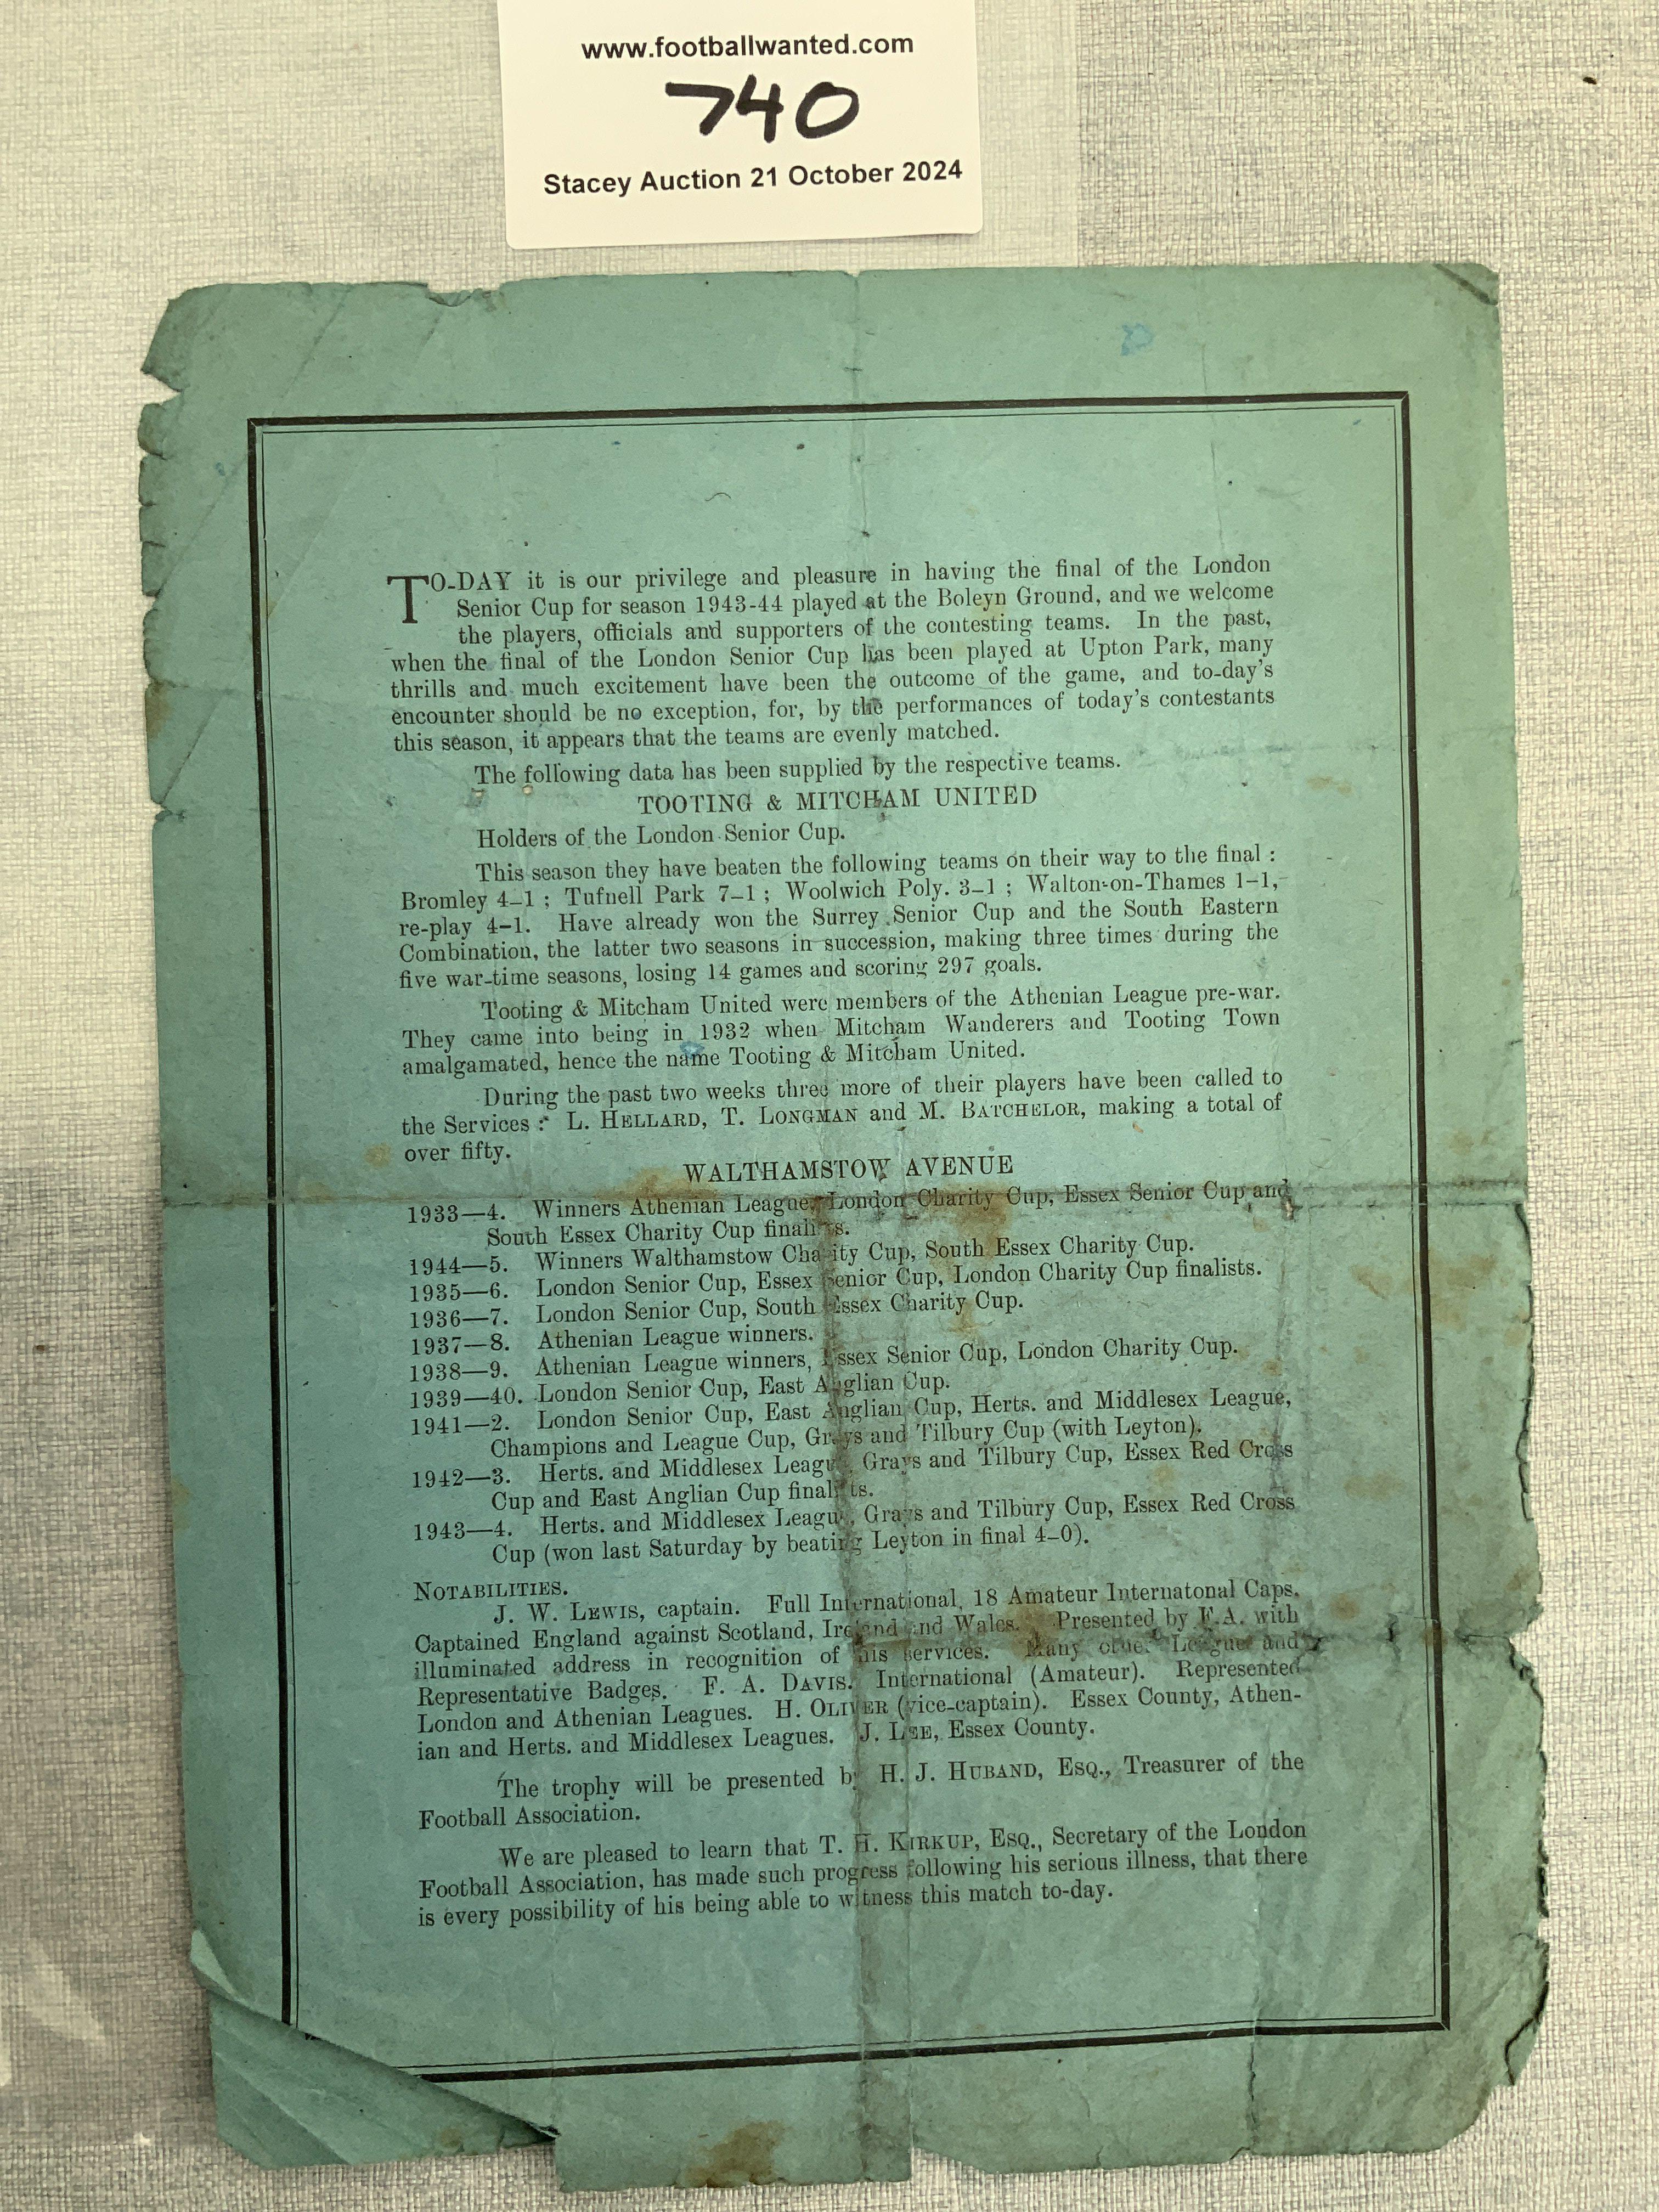 www.footballwanted.com
740
Stacey Auction 21 October 2024
TO-DAY it is our privilege and pleasure in having the final of the London
Senior Cup for season 1943-44 played at the Boleyn Ground, and we welcome
the players, officials and supporters of the contesting teams. In the past,
when the final of the London Senior Cup has been played at Upton Park, many
thrills and much excitement have been the outcome of the game, and to-day's
encounter should be no exception, for, by the performances of today's contestants
this season, it appears that the teams are evenly matched.
The following data has been supplied by the respective teams.
TOOTING & MITCHAM UNITED
Holders of the London Senior Cup.
This season they have beaten the following teams on their way to the final :
Bromley 4–1 ; Tufnell Park 7–1 ; Woolwich Poly. 3–1 ; Walton-on-Thames 1–1,
re-play 4–1. Have already won the Surrey Senior Cup and the South Eastern
Combination, the latter two seasons in succession, making three times during the
five war-time seasons, losing 14 games and scoring 297 goals.
Tooting & Mitcham United were members of the Athenian League pre-war.
They came into being in 1932 when Mitcham Wanderers and Tooting Town
amalgamated, hence the name Tooting & Mitcham United.
During the past two weeks three more of their players have been called to
the Services : L. HELLARD, T. LONGMAN and M. BATCHELOR, making a total of
over fifty.
WALTHAMSTOW AVENUE
1933—4. Winners Athenian League, London Charity Cup, Essex Senior Cup and
South Essex Charity Cup finalists.
1944—5. Winners Walthamstow Charity Cup, South Essex Charity Cup.
1935—6. London Senior Cup, Essex Senior Cup, London Charity Cup finalists.
1936—7. London Senior Cup, South Essex Charity Cup.
1937—8. Athenian League winners.
1938—9. Athenian League winners, Essex Senior Cup, London Charity Cup.
1939—40. London Senior Cup, East Anglian Cup.
1941—2. London Senior Cup, East Anglian Cup, Herts. and Middlesex League,
Champions and League Cup, Grays and Tilbury Cup (with Leyton).
1942—3. Herts. and Middlesex League, Grays and Tilbury Cup, Essex Red Cross
Cup and East Anglian Cup finalists.
1943—4. Herts. and Middlesex League, Grays and Tilbury Cup, Essex Red Cross
Cup (won last Saturday by beating Leyton in final 4–0).
NOTABILITIES.
J. W. LEWIS, captain. Full International, 18 Amateur Internatonal Caps.
Captained England against Scotland, Ireland and Wales. Presented by F.A. with
illuminated address in recognition of his services. Many other League and
Representative Badges. F. A. DAVIS. International (Amateur). Represented
London and Athenian Leagues. H. OLIVER (vice-captain). Essex County, Athen-
ian and Herts. and Middlesex Leagues. J. LEE, Essex County.
The trophy will be presented by H. J. HUBAND, ESQ., Treasurer of the
Football Association.
We are pleased to learn that T. H. KIRKUP, ESQ., Secretary of the London
Football Association, has made such progress following his serious illness, that there
is every possibility of his being able to witness this match to-day.